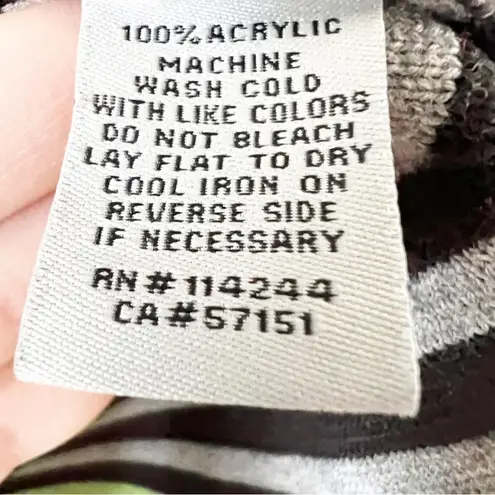 100% ACRYLIC
MACHINE
WASH COLD
WITH LIKE COLORS
DO NOT BLEACH
LAY FLAT TO DRY
COOL IRON ON
REVERSE SIDE
IF NECESSARY
RN# 114244
CA#57151